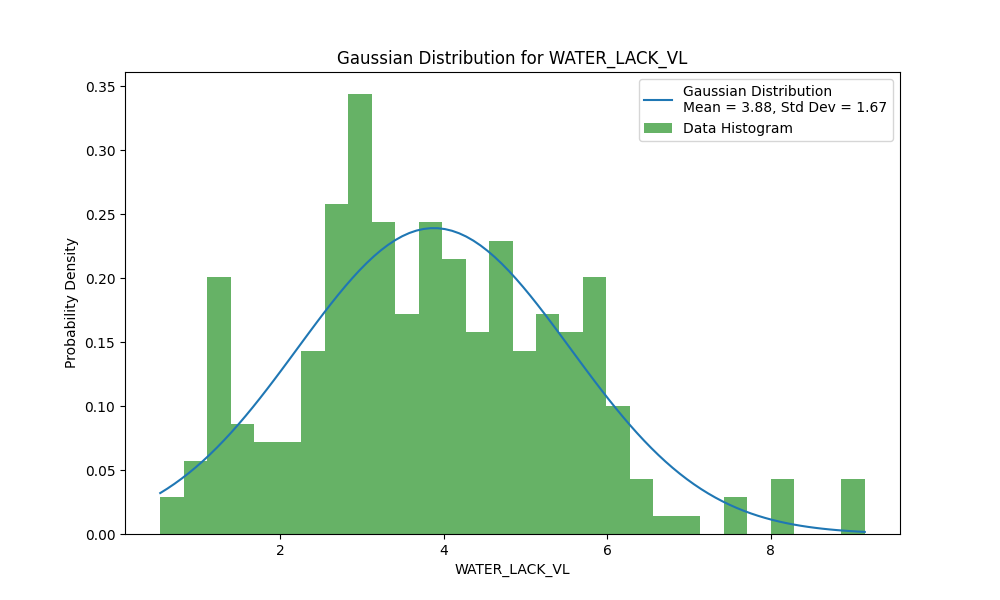 Gaussian Distribution for WATER_LACK_VL
Gaussian Distribution
Mean = 3.88, Std Dev = 1.67
Data Histogram
Probability Density
0.35
0.30
0.25
0.20
0.15
0.10
0.05
0.00
2
4
6
8
WATER_LACK_VL